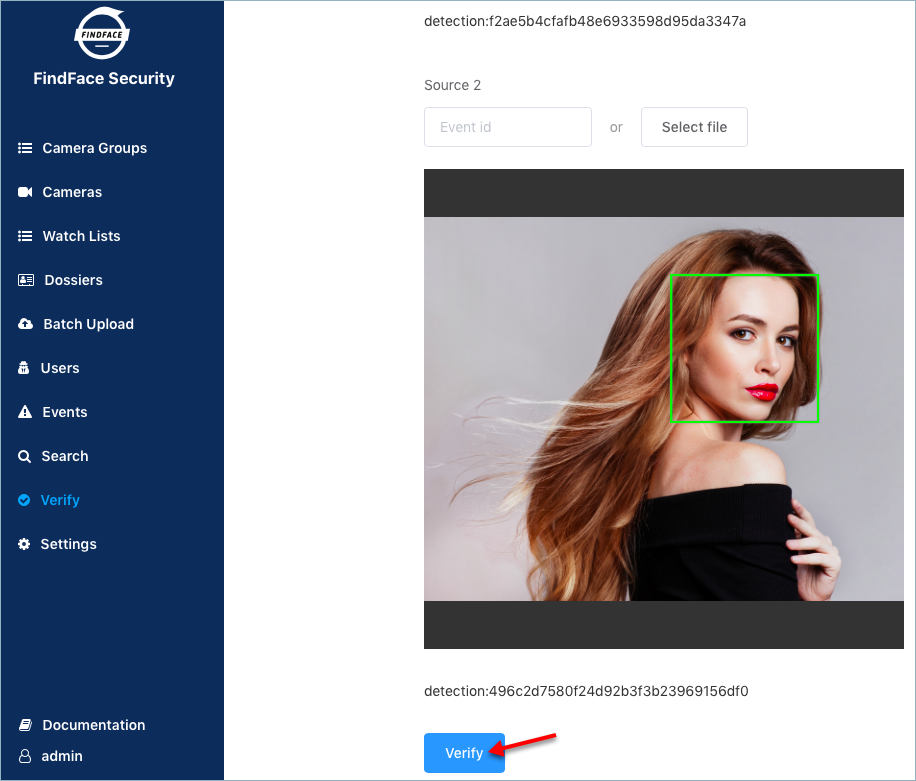 FINDFACE
FindFace Security
Camera Groups
Cameras
Watch Lists
Dossiers
Batch Upload
Users
Events
Search
Verify
Settings
Documentation
admin
detection:f2ae5b4cfafb48e6933598d95da3347a
Source 2
Event id or Select file
detection:496c2d7580f24d92b3f3b23969156df0
Verify